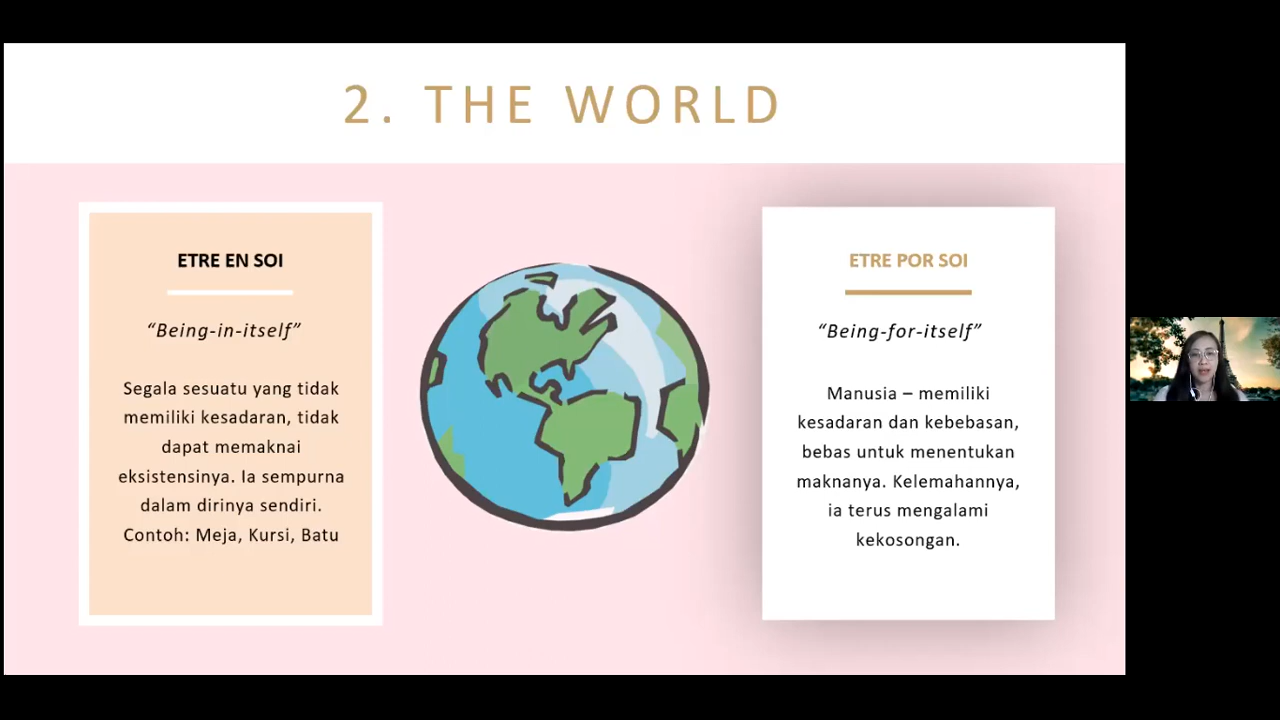 2. THE WORLD
ETRE EN SOI
“Being-in-itself”
Segala sesuatu yang tidak
memiliki kesadaran, tidak
dapat memaknai
eksistensinya. Ia sempurna
dalam dirinya sendiri.
Contoh: Meja, Kursi, Batu
ETRE POR SOI
“Being-for-itself”
Manusia – memiliki
kesadaran dan kebebasan,
bebas untuk menentukan
maknanya. Kelemahannya,
ia terus mengalami
kekosongan.